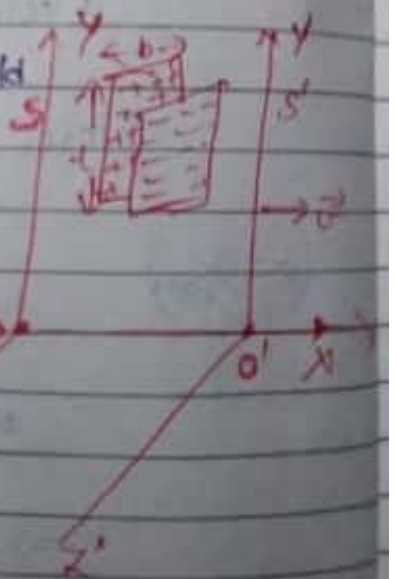 Y
← b →
Y
ld
S
S'
l
+ + +
- - -
→ v
O'
X
Z'